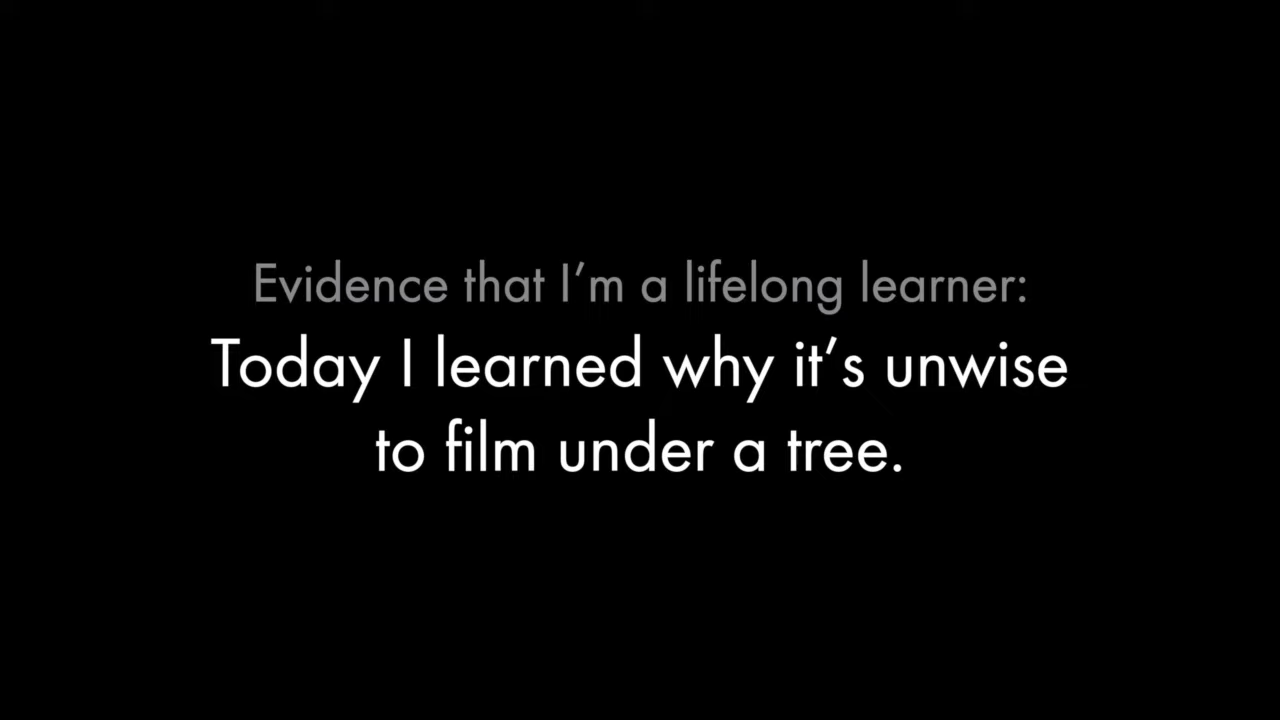 Evidence that I’m a lifelong learner:
Today I learned why it’s unwise
to film under a tree.